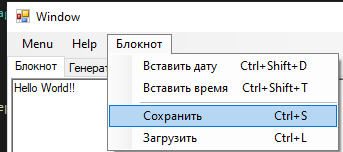 Window
Menu Help Блокнот
Блокнот Генерат
Hello World!!
Вставить дату Ctrl+Shift+D
Вставить время Ctrl+Shift+T
Сохранить Ctrl+S
Загрузить Ctrl+L